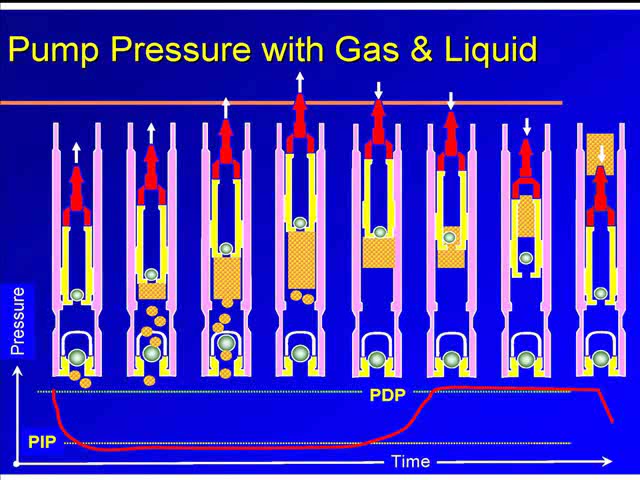 Pump Pressure with Gas & Liquid
Pressure
PDP
PIP
Time